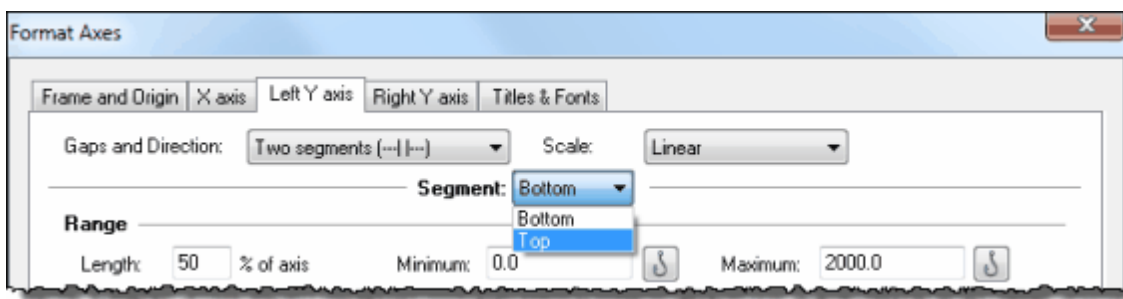 Format Axes
Frame and Origin X axis Left Y axis Right Y axis Titles & Fonts
Gaps and Direction: Two segments (---| |---) Scale: Linear
Segment: Bottom
Bottom
Top
Range
Length: 50 % of axis Minimum: 0.0 Maximum: 2000.0